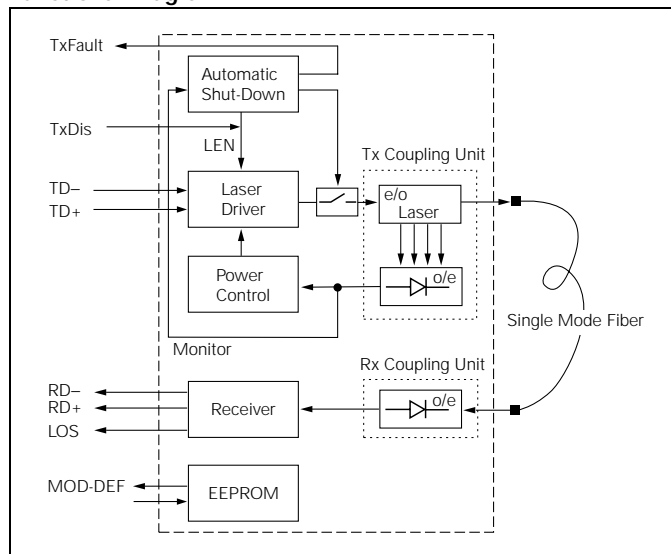 TxFault
Automatic
Shut-Down
TxDis
LEN
Tx Coupling Unit
TD–
TD+
Laser
Driver
e/o
Laser
Power
Control
o/e
Single Mode Fiber
Monitor
Rx Coupling Unit
RD–
RD+
LOS
Receiver
o/e
MOD-DEF
EEPROM